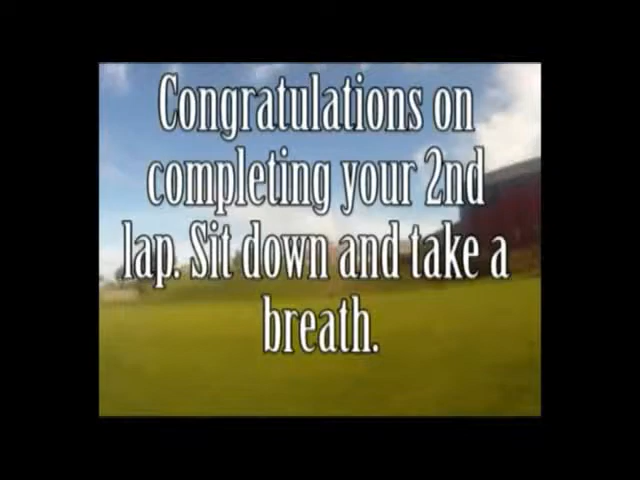 Congratulations on
completing your 2nd
lap. Sit down and take a
breath.